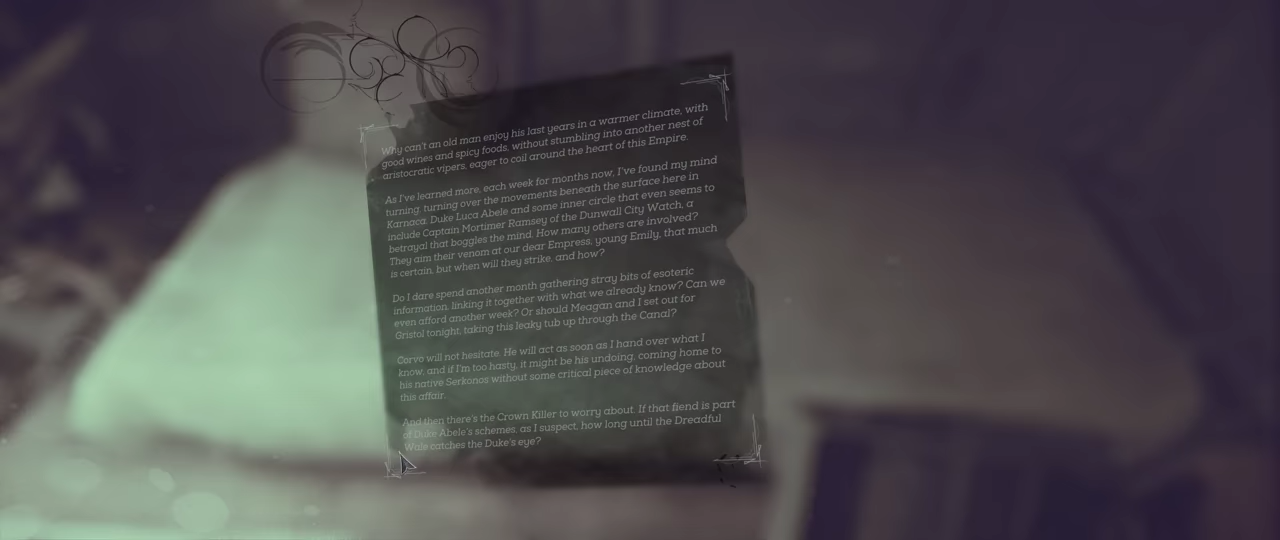 Why can't an old man enjoy his last years in a warmer climate, with
good wines and spicy foods, without stumbling into another nest of
aristocratic vipers, eager to coil around the heart of this Empire.
As I've learned more, each week for months now, I've found my mind
turning, turning over the movements beneath the surface here in
Karnaca. Duke Luca Abele and some inner circle that even seems to
include Captain Mortimer Ramsey of the Dunwall City Watch, a
betrayal that boggles the mind. How many others are involved?
They aim their venom at our dear Empress, young Emily, that much
is certain, but when will they strike, and how?
Do I dare spend another month gathering stray bits of esoteric
information, linking it together with what we already know? Can we
even afford another week? Or should Meagan and I set out for
Gristol tonight, taking this leaky tub up through the Canal?
Corvo will not hesitate. He will act as soon as I hand over what I
know, and if I'm too hasty, it might be his undoing, coming home to
his native Serkonos without some critical piece of knowledge about
this affair.
And then there's the Crown Killer to worry about. If that fiend is part
of Duke Abele's schemes, as I suspect, how long until the Dreadful
Wale catches the Duke's eye?